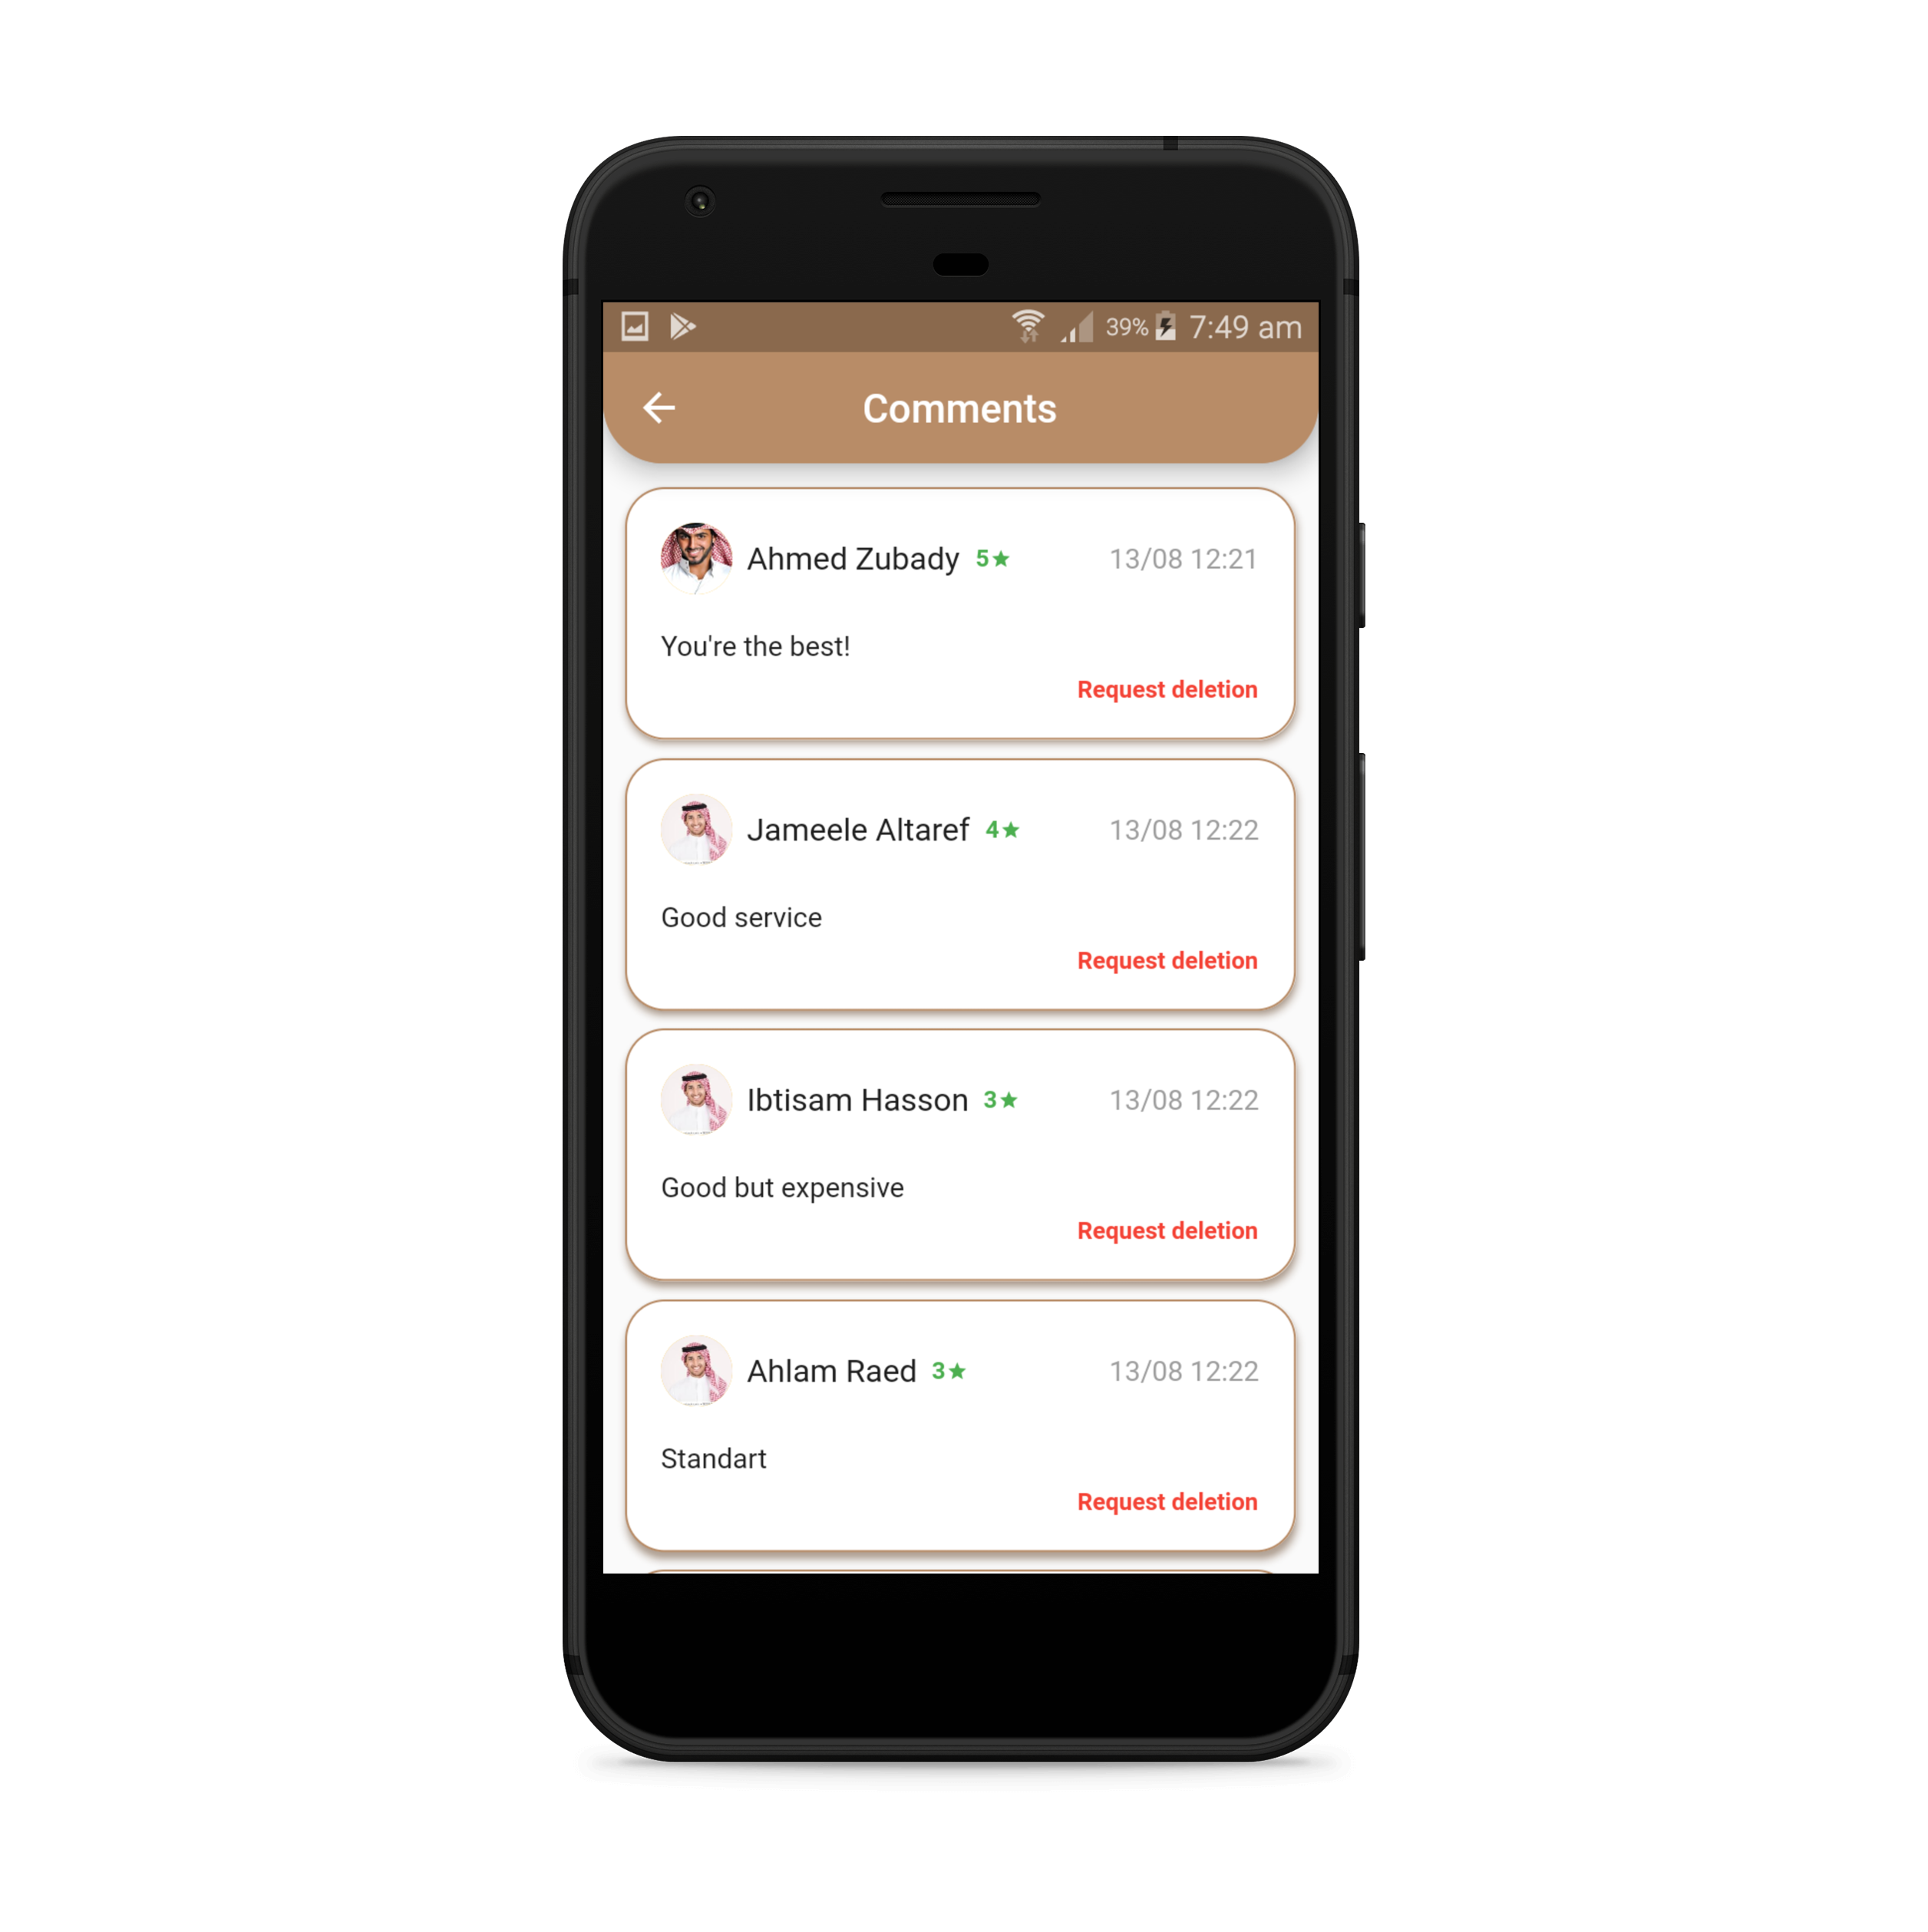 39% 7:49 am
Comments
Ahmed Zubady 5★ 13/08 12:21
You're the best!
Request deletion
Jameele Altaref 4★ 13/08 12:22
Good service
Request deletion
Ibtisam Hasson 3★ 13/08 12:22
Good but expensive
Request deletion
Ahlam Raed 3★ 13/08 12:22
Standart
Request deletion